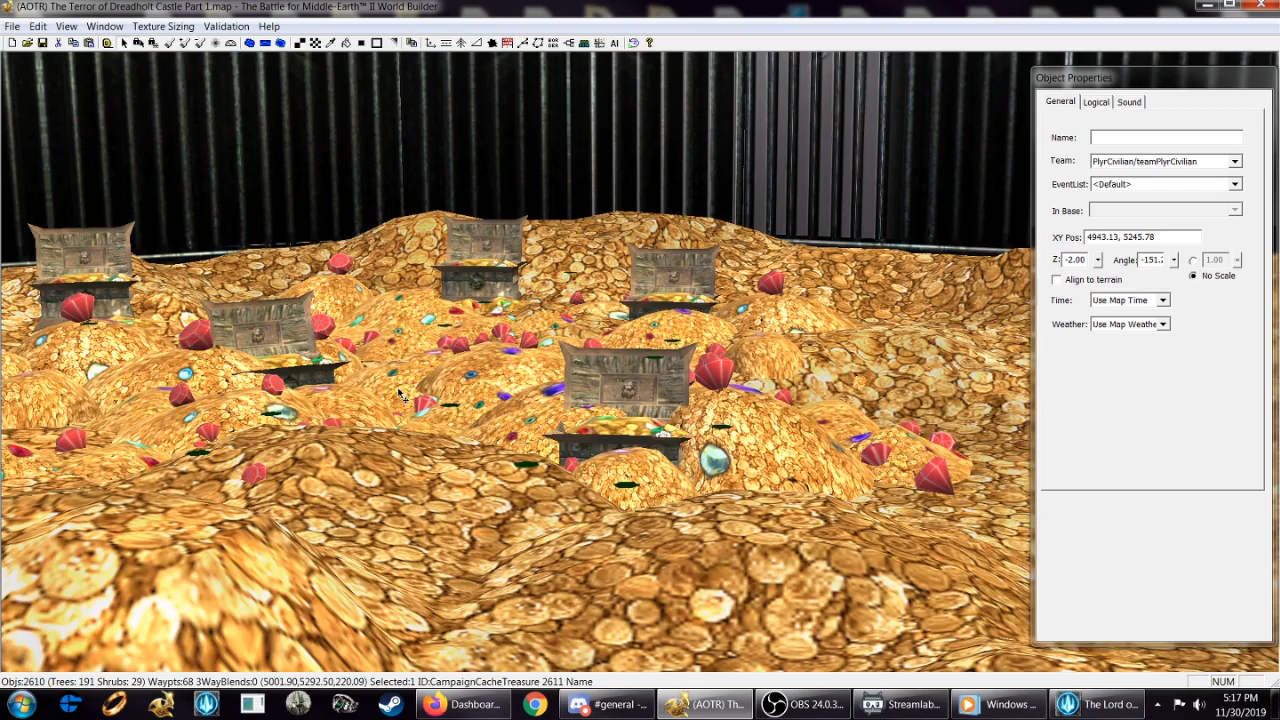 (AOTR) The Terror of Dreadholt Castle Part 1.map - The Battle for Middle-Earth™ II World Builder
File Edit View Window Texture Sizing Validation Help
AI
Object Properties
General Logical Sound
Name:
Team: PlyrCivilian/teamPlyrCivilian
EventList: <Default>
In Base:
XY Pos: 4943.13, 5245.78
Z: -2.00 Angle: -151.2 1.00
No Scale
Align to terrain
Time: Use Map Time
Weather: Use Map Weathe
Objs:2610 (Trees: 191 Shrubs: 29) Waypts:68 3WayBlends:0 (5001.90,5292.50,220.09) Selected:1 ID:CampaignCacheTreasure 2611 Name
NUM
Dashboar... #general -... (AOTR) Th... OBS 24.0.3... Streamlab... Windows ... The Lord o...
5:17 PM
11/30/2019